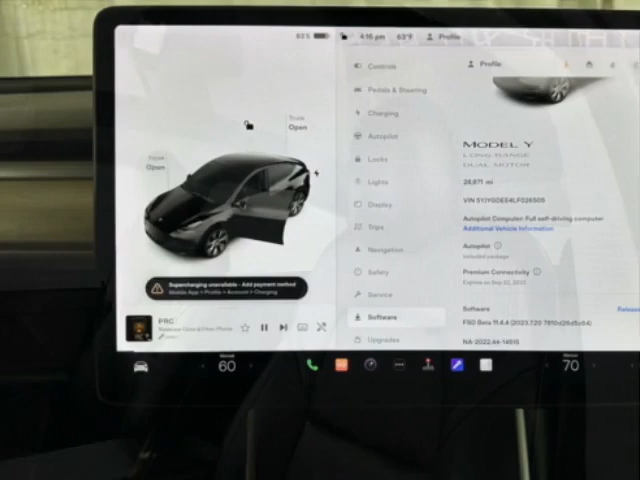 83%
4:16 pm 63°F Profile
Controls
Profile
Pedals & Steering
Charging
Autopilot
Locks
Lights
Display
Trips
Navigation
Safety
Service
Software
Upgrades
Trunk
Open
Frunk
Open
MODEL Y
LONG RANGE
DUAL MOTOR
28,871 mi
Autopilot Computer: Full self-driving computer
Additional Vehicle Information
Autopilot
Included package
Premium Connectivity
Software
Supercharging unavailable - Add payment method
Mobile App > Profile > Account > Charging
PRC
Manual
60
Manual
70